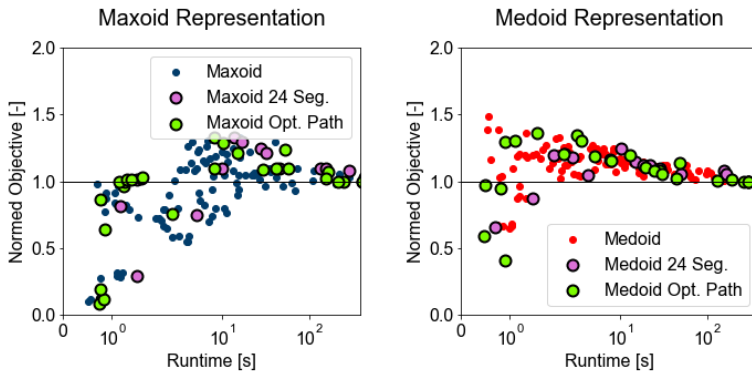 Maxoid Representation
Normed Objective [-]
2.0
1.5
1.0
0.5
0.0
Maxoid
Maxoid 24 Seg.
Maxoid Opt. Path
0
10⁰
10¹
10²
Runtime [s]
Medoid Representation
Normed Objective [-]
2.0
1.5
1.0
0.5
0.0
Medoid
Medoid 24 Seg.
Medoid Opt. Path
0
10⁰
10¹
10²
Runtime [s]